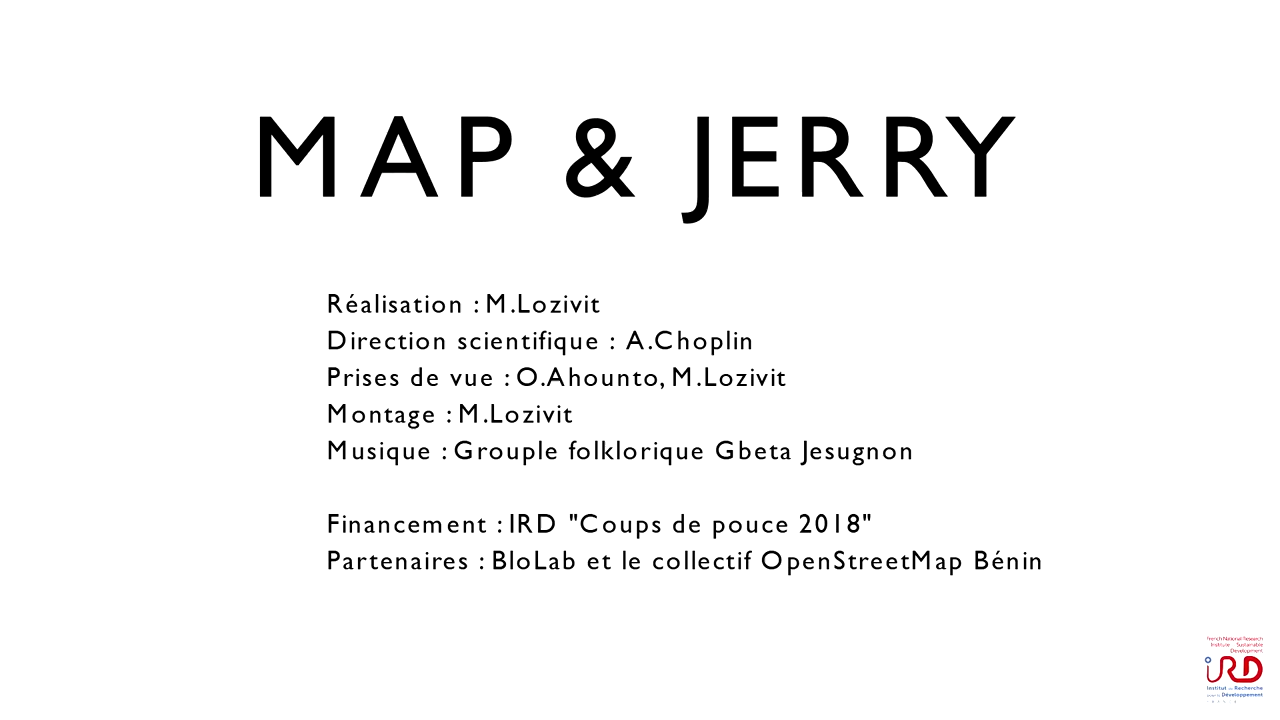 MAP & JERRY
Réalisation : M.Lozivit
Direction scientifique : A.Choplin
Prises de vue : O.Ahounto, M.Lozivit
Montage : M.Lozivit
Musique : Grouple folklorique Gbeta Jesugnon
Financement : IRD "Coups de pouce 2018"
Partenaires : BloLab et le collectif OpenStreetMap Bénin
French National Research
Institute Sustainable
Development
IRD
Institut de Recherche
pour le Développement